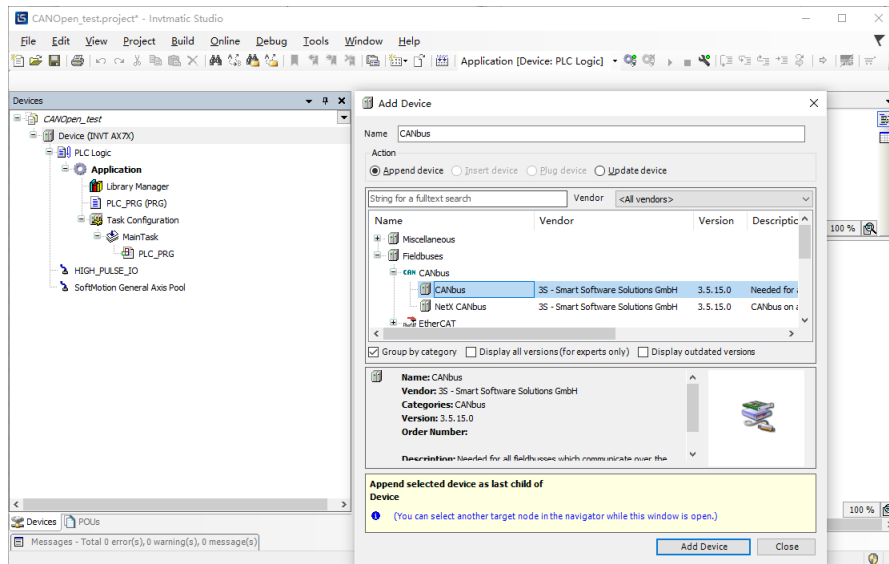 CANOpen_test.project* - Invtmatic Studio
File Edit View Project Build Online Debug Tools Window Help
Application [Device: PLC Logic]
Devices
CANOpen_test
Device (INVT AX7X)
PLC Logic
Application
Library Manager
PLC_PRG (PRG)
Task Configuration
MainTask
PLC_PRG
HIGH_PULSE_IO
SoftMotion General Axis Pool
Devices POUs
Messages - Total 0 error(s), 0 warning(s), 0 message(s)
Add Device
Name CANbus
Action
Append device Insert device Plug device Update device
String for a fulltext search Vendor <All vendors>
Name Vendor Version Descriptic
Miscellaneous
Fieldbuses
CAN CANbus
CANbus 3S - Smart Software Solutions GmbH 3.5.15.0 Needed for
NetX CANbus 3S - Smart Software Solutions GmbH 3.5.15.0 CANbus on
EtherCAT
Group by category Display all versions (for experts only) Display outdated versions
Name: CANbus
Vendor: 3S - Smart Software Solutions GmbH
Categories: CANbus
Version: 3.5.15.0
Order Number:
Description: Needed for all fieldbusses which communicate over the
Append selected device as last child of
Device
(You can select another target node in the navigator while this window is open.)
Add Device Close
100 %
100 %